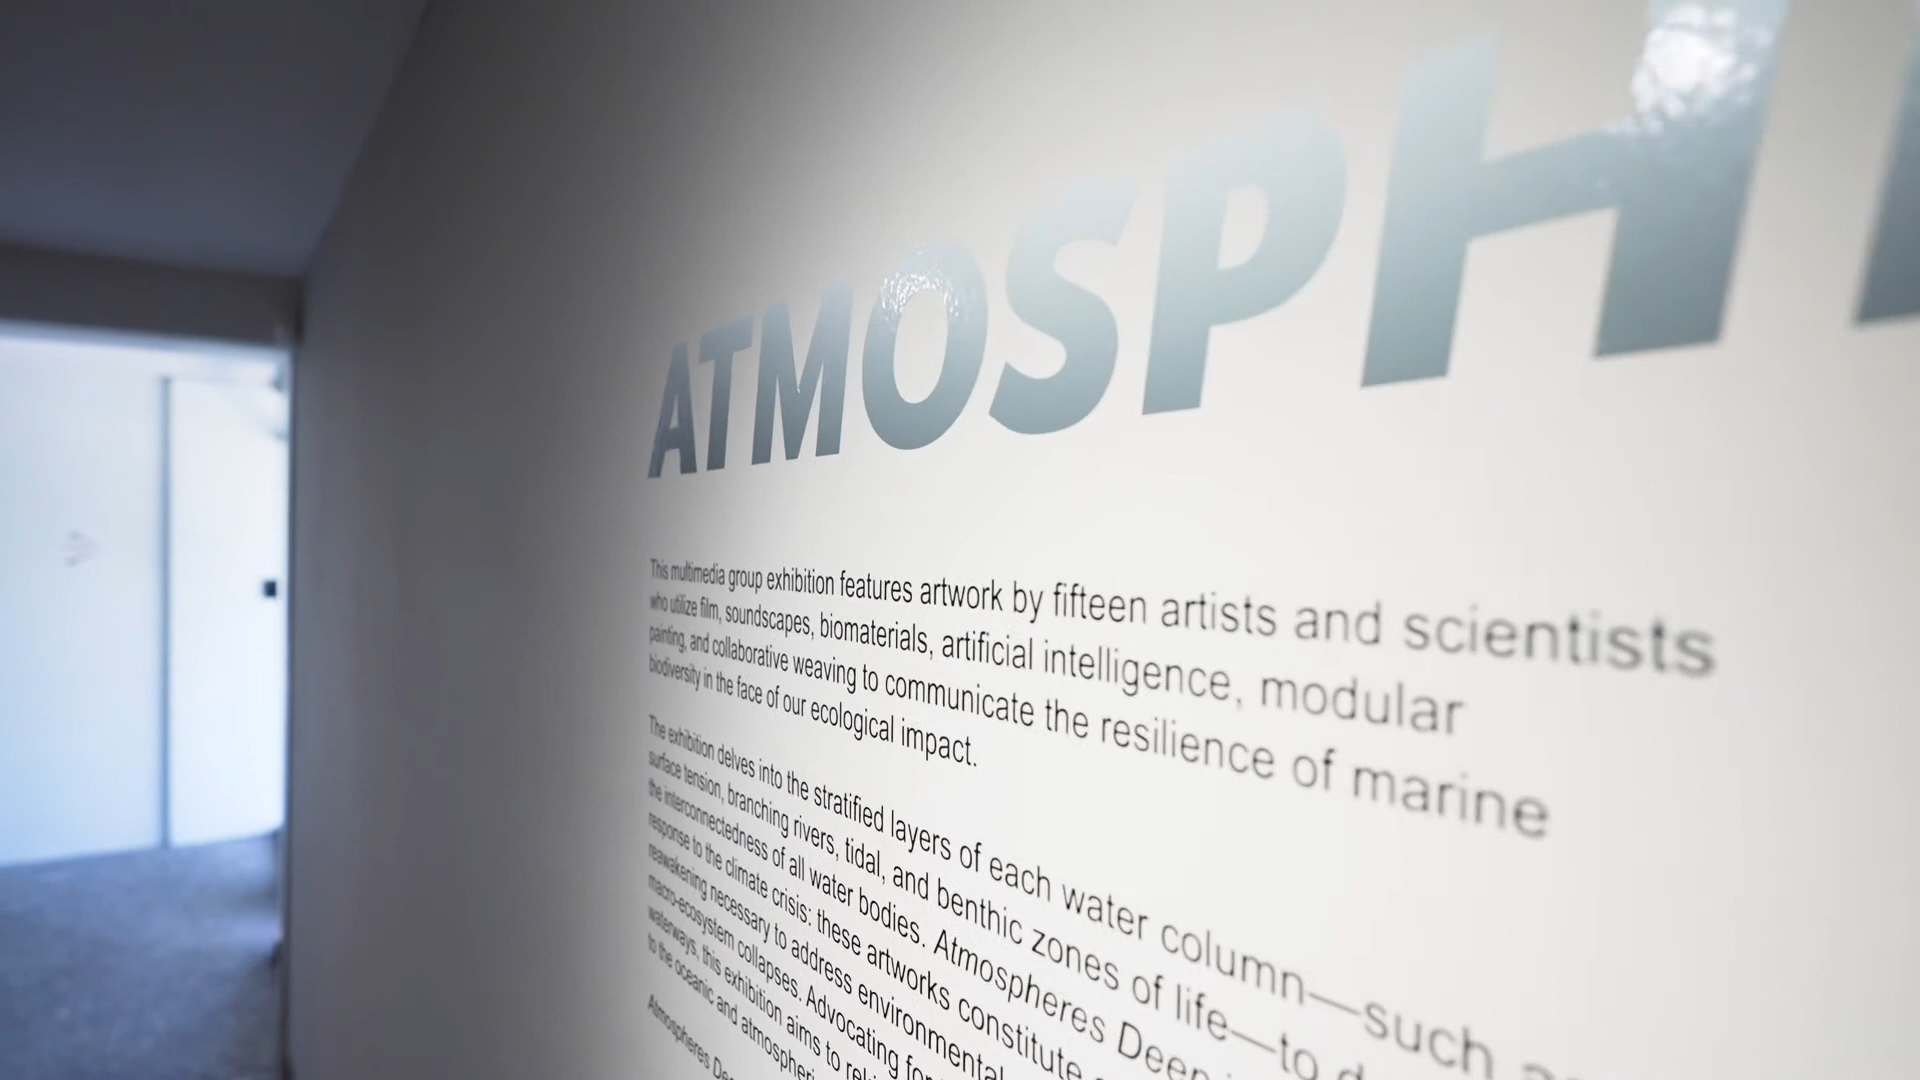 ATMOSPH
This multimedia group exhibition features artwork by fifteen artists and scientists
who utilize film, soundscapes, biomaterials, artificial intelligence, modular
painting, and collaborative weaving to communicate the resilience of marine
biodiversity in the face of our ecological impact.
The exhibition delves into the stratified layers of each water column—such as
surface tension, branching rivers, tidal, and benthic zones of life—to
the interconnectedness of all water bodies. Atmospheres Deep
response to the climate crisis: these artworks constitute
reawakening necessary to address environmental
macro-ecosystem collapses. Advocating for
waterways, this exhibition aims to
to the oceanic and
Atmospheres